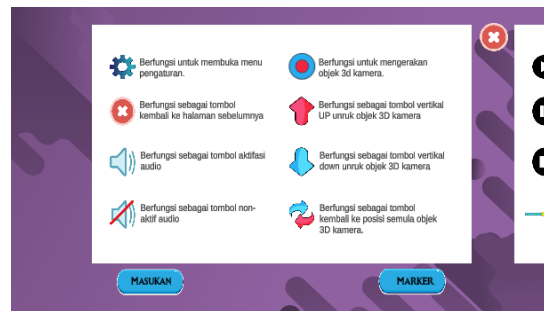 Berfungsi untuk membuka menu
pengaturan.
Berfungsi sebagai tombol
kembali ke halaman sebelumnya
Berfungsi sebagai tombol aktifasi
audio
Berfungsi sebagai tombol non-
aktif audio
Berfungsi untuk mengerakan
objek 3d kamera.
Berfungsi sebagai tombol vertikal
UP unruk objek 3D kamera
Berfungsi sebagai tombol vertikal
down unruk objek 3D kamera
Berfungsi sebagai tombol
kembali ke posisi semula objek
3D kamera.
MASUKAN
MARKER